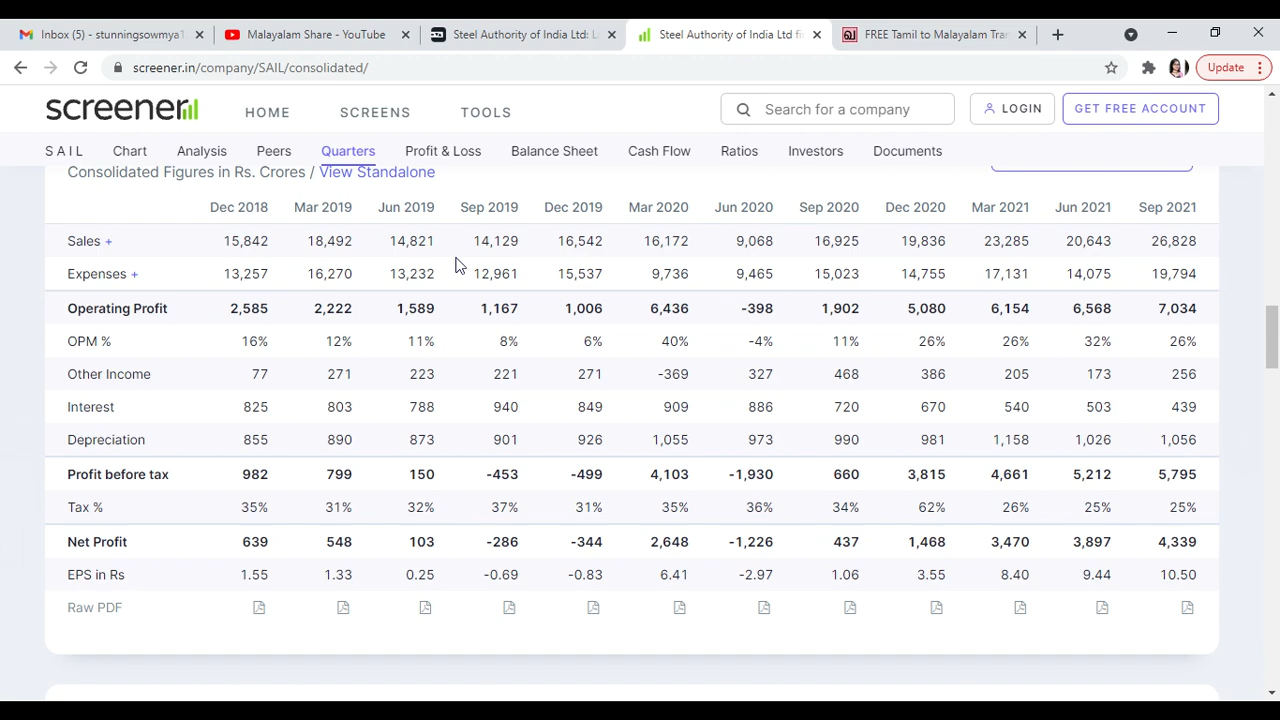 Inbox (5) - stunningsoumya1
Malayalam Share - YouTube
Steel Authority of India Ltd: L
Steel Authority of India Ltd fi
FREE Tamil to Malayalam Tran
screener.in/company/SAIL/consolidated/
Update
screener
HOME
SCREENS
TOOLS
Search for a company
LOGIN
GET FREE ACCOUNT
S A I L Chart Analysis Peers Quarters Profit & Loss Balance Sheet Cash Flow Ratios Investors Documents
Consolidated Figures in Rs. Crores / View Standalone
Dec 2018 Mar 2019 Jun 2019 Sep 2019 Dec 2019 Mar 2020 Jun 2020 Sep 2020 Dec 2020 Mar 2021 Jun 2021 Sep 2021
Sales + 15,842 18,492 14,821 14,129 16,542 16,172 9,068 16,925 19,836 23,285 20,643 26,828
Expenses + 13,257 16,270 13,232 12,961 15,537 9,736 9,465 15,023 14,755 17,131 14,075 19,794
Operating Profit 2,585 2,222 1,589 1,167 1,006 6,436 -398 1,902 5,080 6,154 6,568 7,034
OPM % 16% 12% 11% 8% 6% 40% -4% 11% 26% 26% 32% 26%
Other Income 77 271 223 221 271 -369 327 468 386 205 173 256
Interest 825 803 788 940 849 909 886 720 670 540 503 439
Depreciation 855 890 873 901 926 1,055 973 990 981 1,158 1,026 1,056
Profit before tax 982 799 150 -453 -499 4,103 -1,930 660 3,815 4,661 5,212 5,795
Tax % 35% 31% 32% 37% 31% 35% 36% 34% 62% 26% 25% 25%
Net Profit 639 548 103 -286 -344 2,648 -1,226 437 1,468 3,470 3,897 4,339
EPS in Rs 1.55 1.33 0.25 -0.69 -0.83 6.41 -2.97 1.06 3.55 8.40 9.44 10.50
Raw PDF